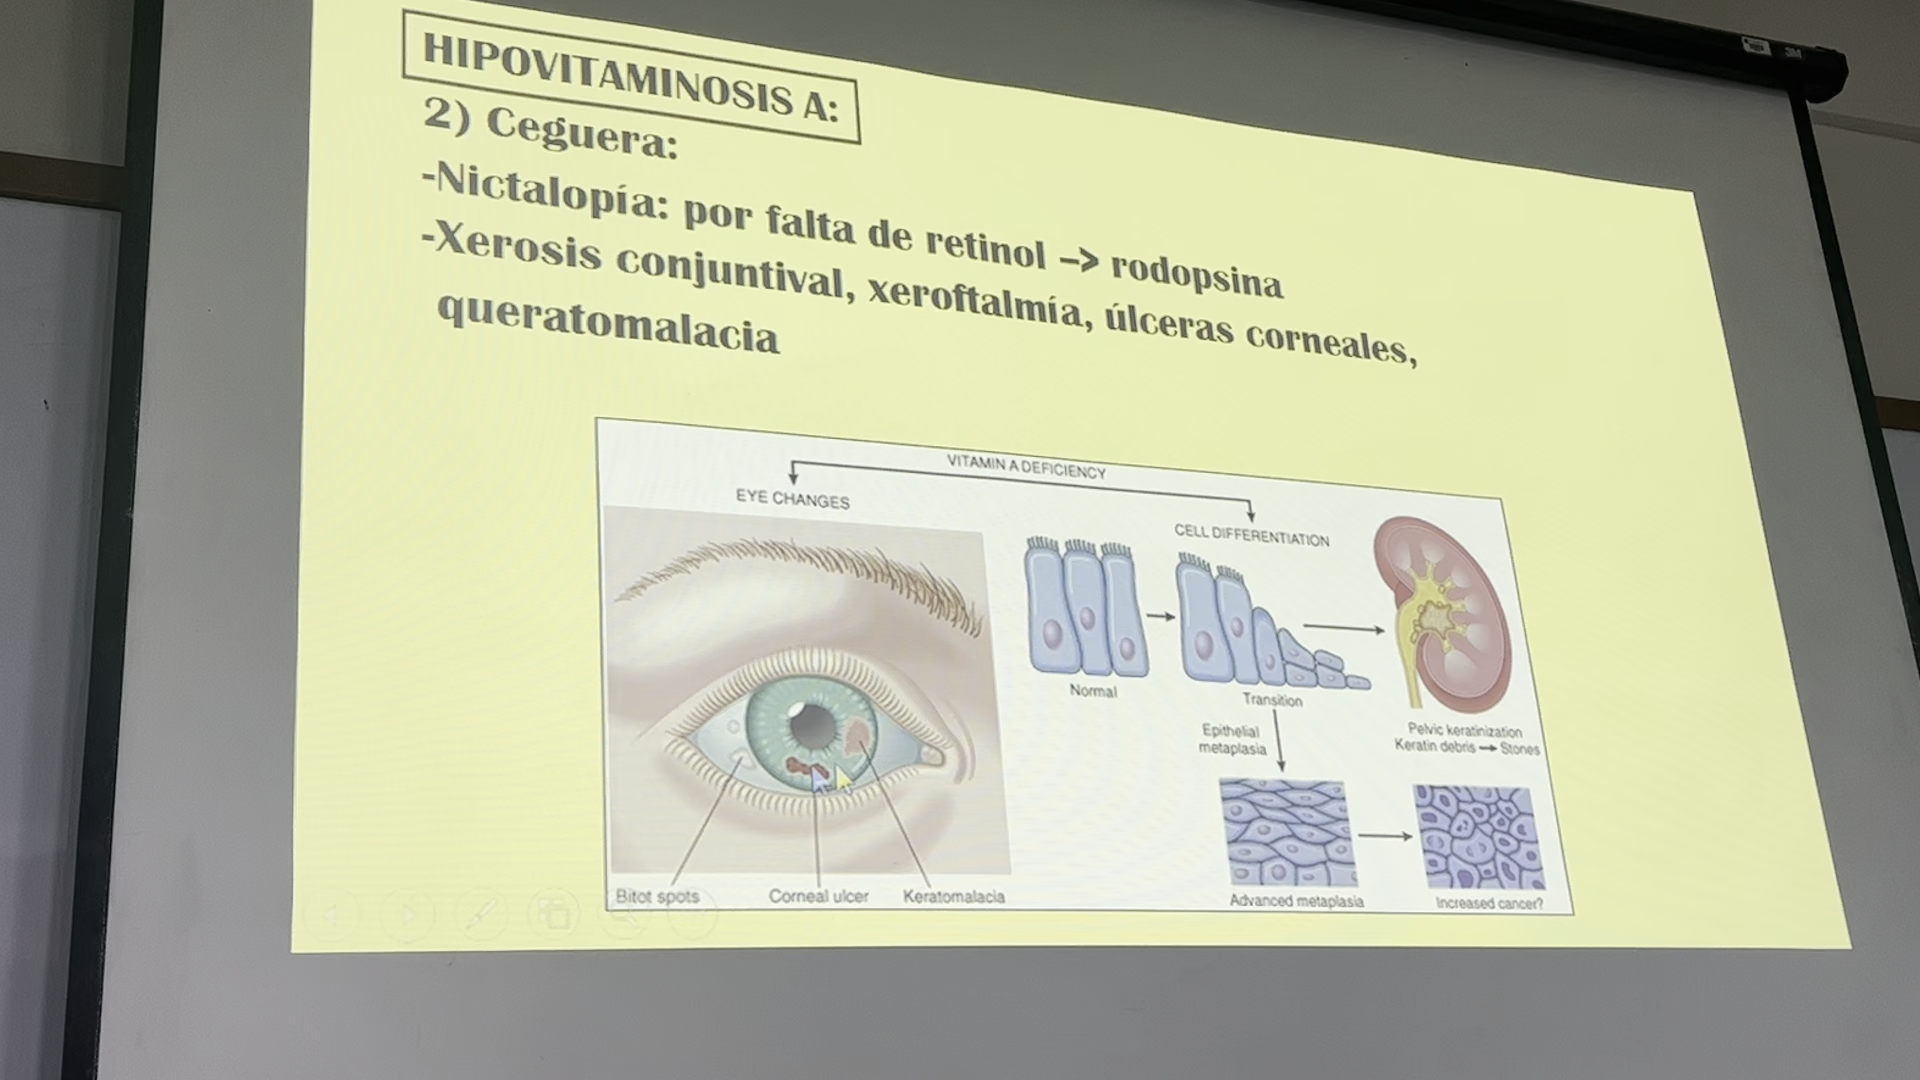 3M
HIPOVITAMINOSIS A:
2) Ceguera:
-Nictalopía: por falta de retinol –> rodopsina
-Xerosis conjuntival, xeroftalmía, úlceras corneales,
queratomalacia
VITAMIN A DEFICIENCY
EYE CHANGES
CELL DIFFERENTIATION
Normal
Transition
Epithelial
metaplasia
Pelvic keratinization
Keratin debris → Stones
Bitot spots
Corneal ulcer
Keratomalacia
Advanced metaplasia
Increased cancer?